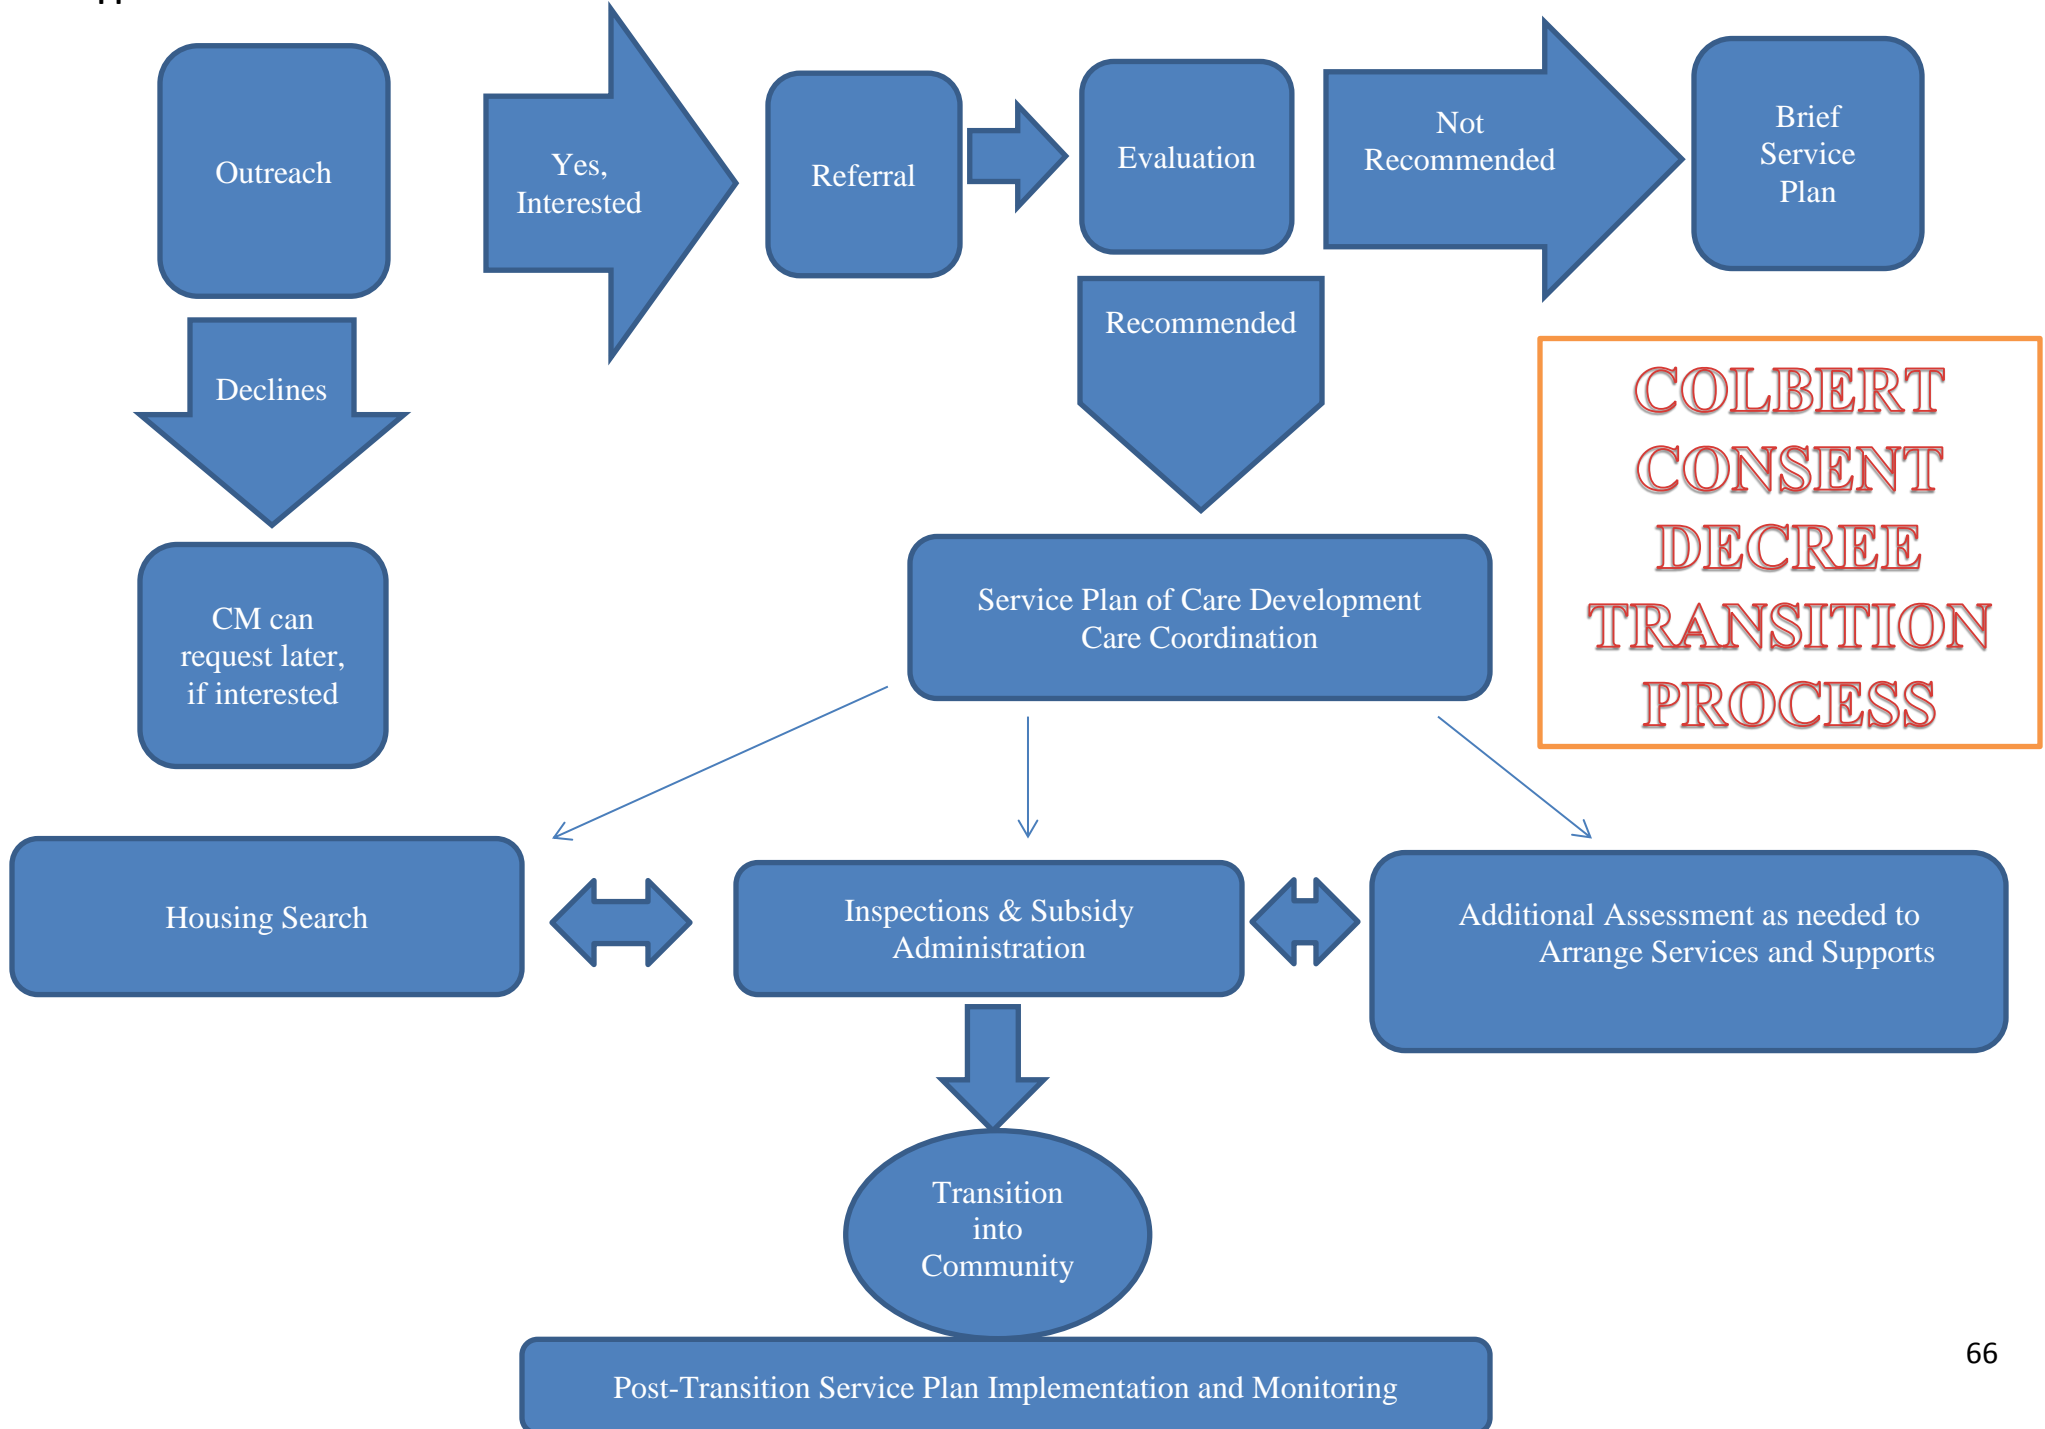 Outreach
Yes,
Interested
Referral
Evaluation
Not
Recommended
Brief
Service
Plan
Declines
Recommended
COLBERT
CONSENT
DECREE
TRANSITION
PROCESS
CM can
request later,
if interested
Service Plan of Care Development
Care Coordination
Housing Search
Inspections & Subsidy
Administration
Additional Assessment as needed to
Arrange Services and Supports
Transition
into
Community
Post-Transition Service Plan Implementation and Monitoring
66